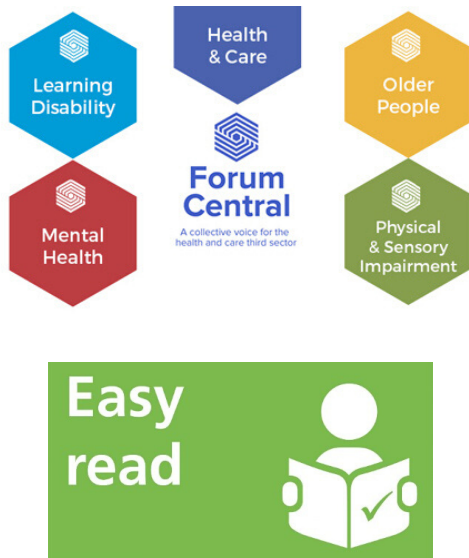 Health
& Care
Learning
Disability
Older
People
Forum
Central
A collective voice for the
health and care third sector
Mental
Health
Physical
& Sensory
Impairment
Easy
read